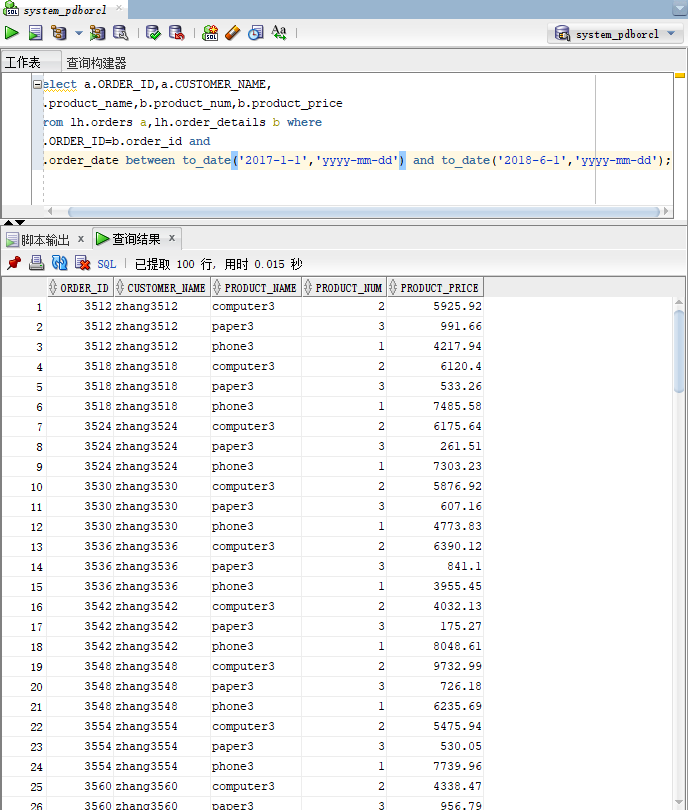 system_pdborcl
system_pdborcl
工作表 查询构建器
elect a.ORDER_ID,a.CUSTOMER_NAME,
.product_name,b.product_num,b.product_price
rom lh.orders a,lh.order_details b where
.ORDER_ID=b.order_id and
.order_date between to_date('2017-1-1','yyyy-mm-dd') and to_date('2018-6-1','yyyy-mm-dd');
脚本输出 x 查询结果 x
SQL 已提取 100 行, 用时 0.015 秒
ORDER_ID CUSTOMER_NAME PRODUCT_NAME PRODUCT_NUM PRODUCT_PRICE
1 3512 zhang3512 computer3 2 5925.92
2 3512 zhang3512 paper3 3 991.66
3 3512 zhang3512 phone3 1 4217.94
4 3518 zhang3518 computer3 2 6120.4
5 3518 zhang3518 paper3 3 533.26
6 3518 zhang3518 phone3 1 7485.58
7 3524 zhang3524 computer3 2 6175.64
8 3524 zhang3524 paper3 3 261.51
9 3524 zhang3524 phone3 1 7303.23
10 3530 zhang3530 computer3 2 5876.92
11 3530 zhang3530 paper3 3 607.16
12 3530 zhang3530 phone3 1 4773.83
13 3536 zhang3536 computer3 2 6390.12
14 3536 zhang3536 paper3 3 841.1
15 3536 zhang3536 phone3 1 3955.45
16 3542 zhang3542 computer3 2 4032.13
17 3542 zhang3542 paper3 3 175.27
18 3542 zhang3542 phone3 1 8048.61
19 3548 zhang3548 computer3 2 9732.99
20 3548 zhang3548 paper3 3 726.18
21 3548 zhang3548 phone3 1 6235.69
22 3554 zhang3554 computer3 2 5475.94
23 3554 zhang3554 paper3 3 530.05
24 3554 zhang3554 phone3 1 7739.96
25 3560 zhang3560 computer3 2 4338.47
26 3560 zhang3560 paper3 3 956.79